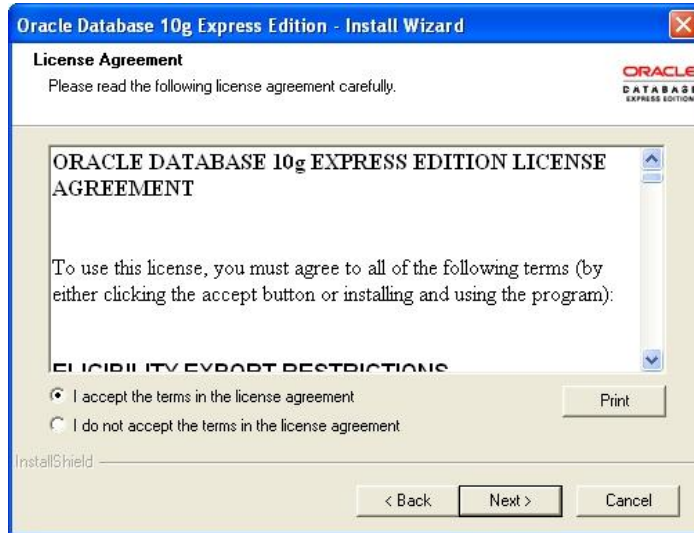 Oracle Database 10g Express Edition - Install Wizard
License Agreement
Please read the following license agreement carefully.
ORACLE
DATABASE
EXPRESS EDITION
ORACLE DATABASE 10g EXPRESS EDITION LICENSE
AGREEMENT
To use this license, you must agree to all of the following terms (by
either clicking the accept button or installing and using the program):
ELIGIBILITY EXPORT RESTRICTIONS
I accept the terms in the license agreement
Print
I do not accept the terms in the license agreement
InstallShield
< Back
Next >
Cancel